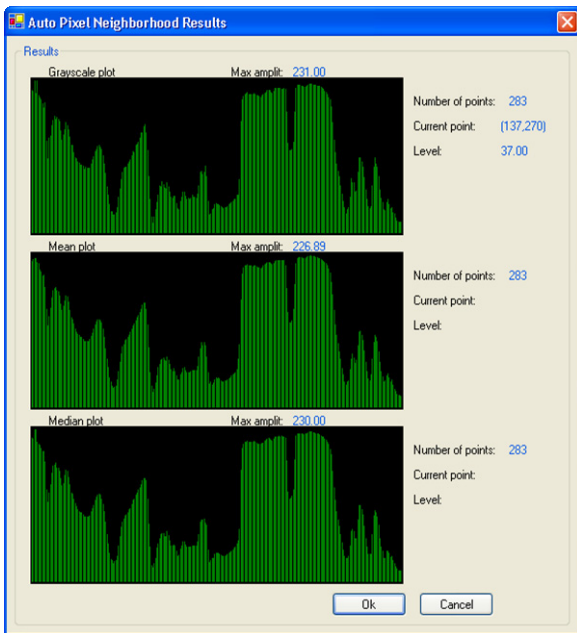 Auto Pixel Neighborhood Results
Results
Grayscale plot Max amplit: 231.00
Number of points: 283
Current point: (137,270)
Level: 37.00
Mean plot Max amplit: 226.89
Number of points: 283
Current point:
Level:
Median plot Max amplit: 230.00
Number of points: 283
Current point:
Level:
Ok Cancel